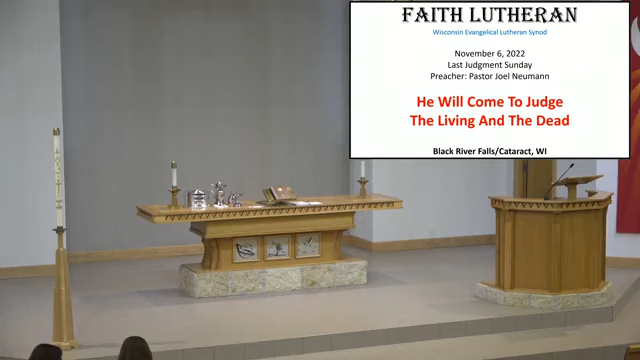 FAITH LUTHERAN
Wisconsin Evangelical Lutheran Synod
November 6, 2022
Last Judgment Sunday
Preacher: Pastor Joel Neumann
He Will Come To Judge
The Living And The Dead
Black River Falls/Cataract, WI